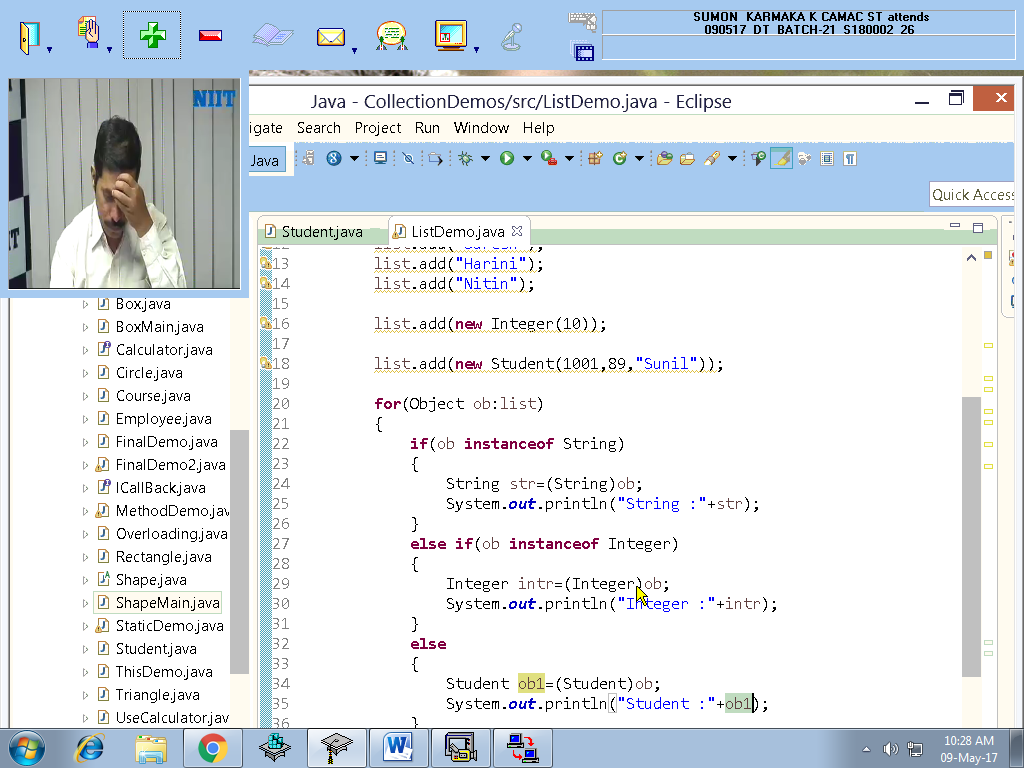 SUMON KARMAKA K CAMAC ST attends
090517 DT BATCH-21 S180002 26
NIIT
Java - CollectionDemos/src/ListDemo.java - Eclipse
Search Project Run Window Help
Java
Quick Access
Student.java
ListDemo.java
Box.java
BoxMain.java
Calculator.java
Circle.java
Course.java
Employee.java
FinalDemo.java
FinalDemo2.java
ICallBack.java
MethodDemo.jav
Overloading.java
Rectangle.java
Shape.java
ShapeMain.java
StaticDemo.java
Student.java
ThisDemo.java
Triangle.java
UseCalculator.jav
13 list.add("Harini");
14 list.add("Nitin");
15
16 list.add(new Integer(10));
17
18 list.add(new Student(1001,89,"Sunil"));
19
20 for(Object ob:list)
21 {
22 if(ob instanceof String)
23 {
24 String str=(String)ob;
25 System.out.println("String :"+str);
26 }
27 else if(ob instanceof Integer)
28 {
29 Integer intr=(Integer)ob;
30 System.out.println("Integer :"+intr);
31 }
32 else
33 {
34 Student ob1=(Student)ob;
35 System.out.println("Student :"+ob1);
36 }
10:28 AM
09-May-17